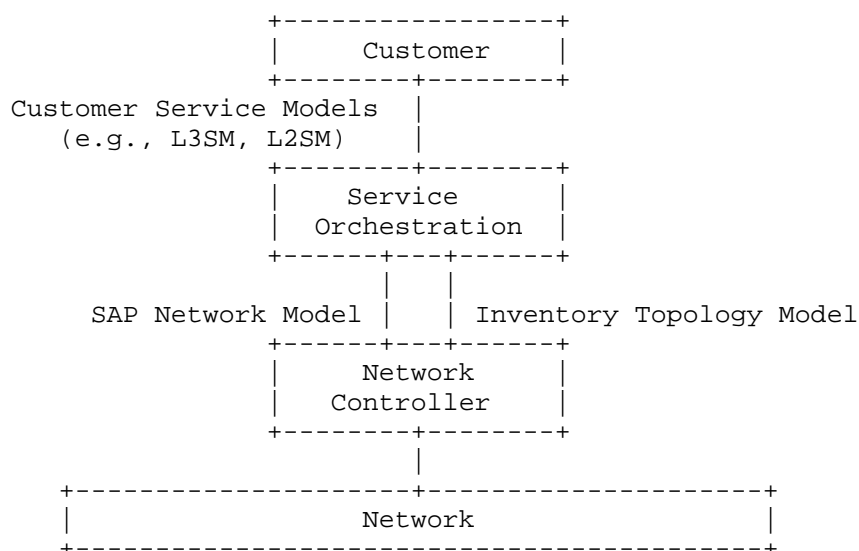 Customer
Customer Service Models
(e.g., L3SM, L2SM)
Service
Orchestration
SAP Network Model
Inventory Topology Model
Network
Controller
Network